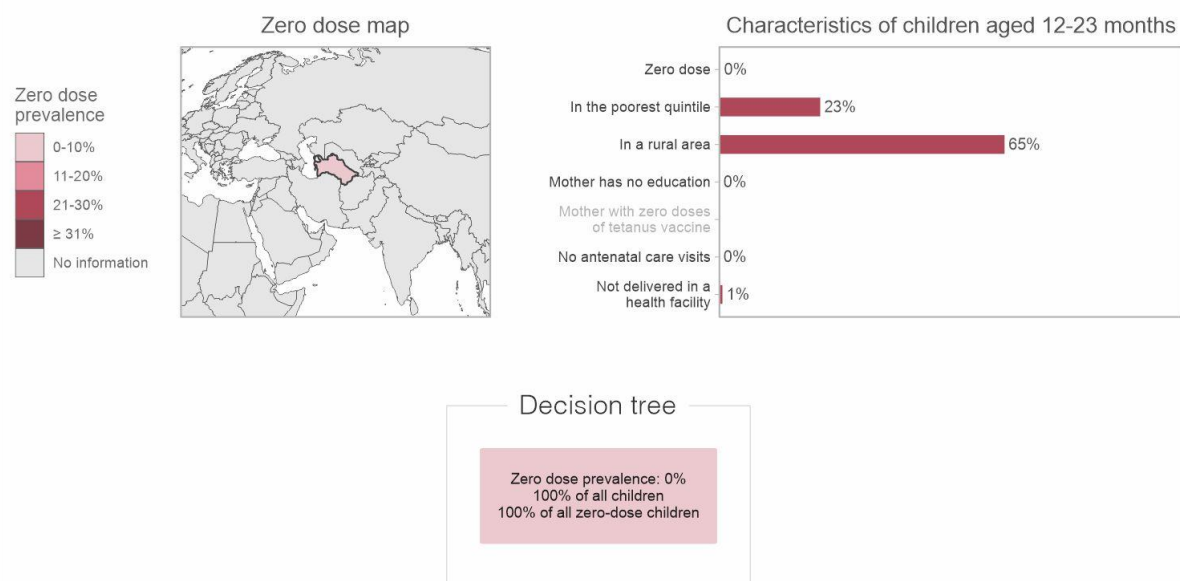 Zero dose map
Zero dose
prevalence
0-10%
11-20%
21-30%
≥ 31%
No information
Characteristics of children aged 12-23 months
Zero dose 0%
In the poorest quintile 23%
In a rural area 65%
Mother has no education 0%
Mother with zero doses
of tetanus vaccine
No antenatal care visits 0%
Not delivered in a
health facility 1%
Decision tree
Zero dose prevalence: 0%
100% of all children
100% of all zero-dose children